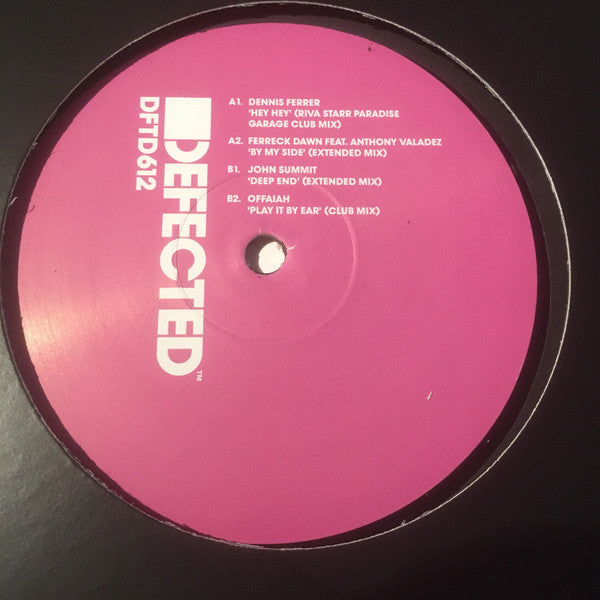 A1. DENNIS FERRER
'HEY HEY' (RIVA STARR PARADISE
GARAGE CLUB MIX)
A2. FERRECK DAWN FEAT. ANTHONY VALADEZ
'BY MY SIDE' (EXTENDED MIX)
B1. JOHN SUMMIT
'DEEP END' (EXTENDED MIX)
B2. OFFAIAH
'PLAY IT BY EAR' (CLUB MIX)
DEFECTED™
DFTD612